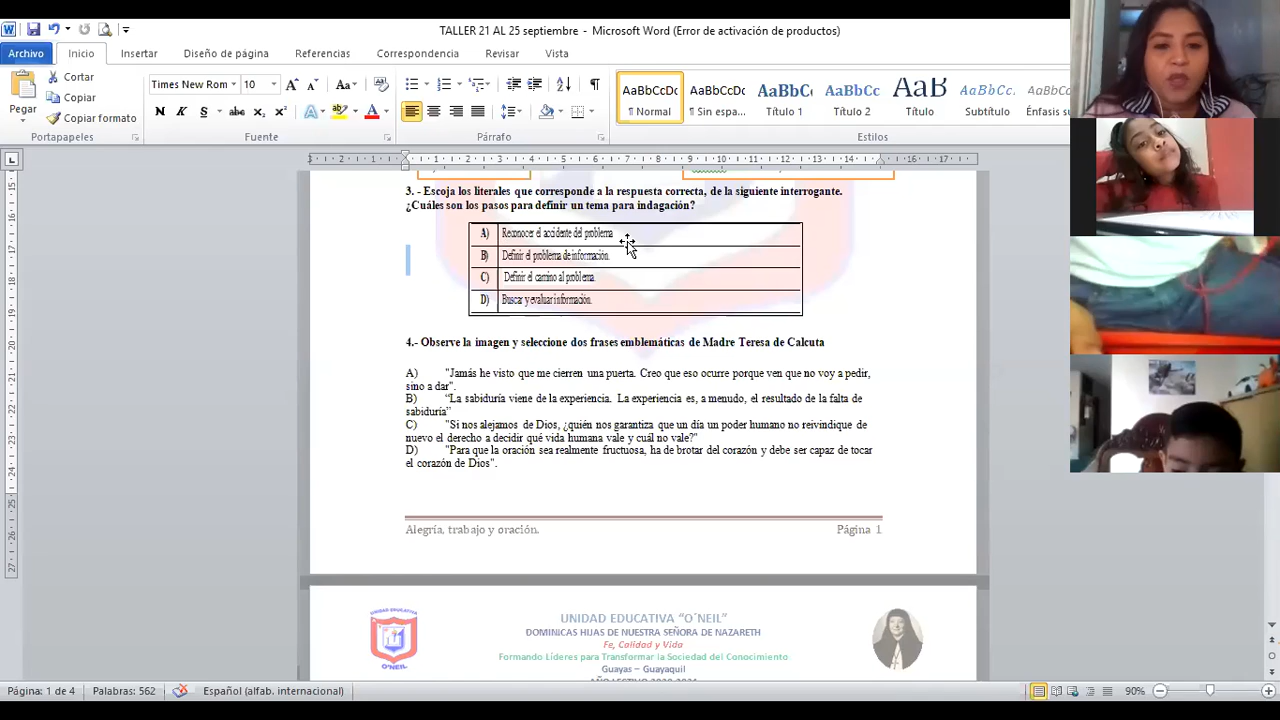 TALLER 21 AL 25 septiembre - Microsoft Word (Error de activación de productos)
Archivo Inicio Insertar Diseño de página Referencias Correspondencia Revisar Vista
Pegar
Cortar
Copiar
Copiar formato
Portapapeles
Times New Rom 10
N K S abc x₂ x²
Fuente
Párrafo
AaBbCcDc AaBbCcDc AaBbC AaBbCc AaB AaBbCc.
¶ Normal ¶ Sin espa... Título 1 Título 2 Título Subtítulo Énfasis su
Estilos
3. - Escoja los literales que corresponde a la respuesta correcta, de la siguiente interrogante.
¿Cuáles son los pasos para definir un tema para indagación?
A) Reconocer el accidente del problema
B) Definir el problema de información.
C) Definir el camino al problema.
D) Buscar y evaluar información.
4.- Observe la imagen y seleccione dos frases emblemáticas de Madre Teresa de Calcuta
A) "Jamás he visto que me cierren una puerta. Creo que eso ocurre porque ven que no voy a pedir,
sino a dar".
B) “La sabiduría viene de la experiencia. La experiencia es, a menudo, el resultado de la falta de
sabiduría”
C) "Si nos alejamos de Dios, ¿quién nos garantiza que un día un poder humano no reivindique de
nuevo el derecho a decidir qué vida humana vale y cuál no vale?"
D) "Para que la oración sea realmente fructuosa, ha de brotar del corazón y debe ser capaz de tocar
el corazón de Dios".
Alegría, trabajo y oración. Página 1
UNIDAD EDUCATIVA
O'NEIL
UNIDAD EDUCATIVA “O´NEIL”
DOMINICAS HIJAS DE NUESTRA SEÑORA DE NAZARETH
Fe, Calidad y Vida
Formando Líderes para Transformar la Sociedad del Conocimiento
Guayas – Guayaquil
Página: 1 de 4 Palabras: 562 Español (alfab. internacional) 90%